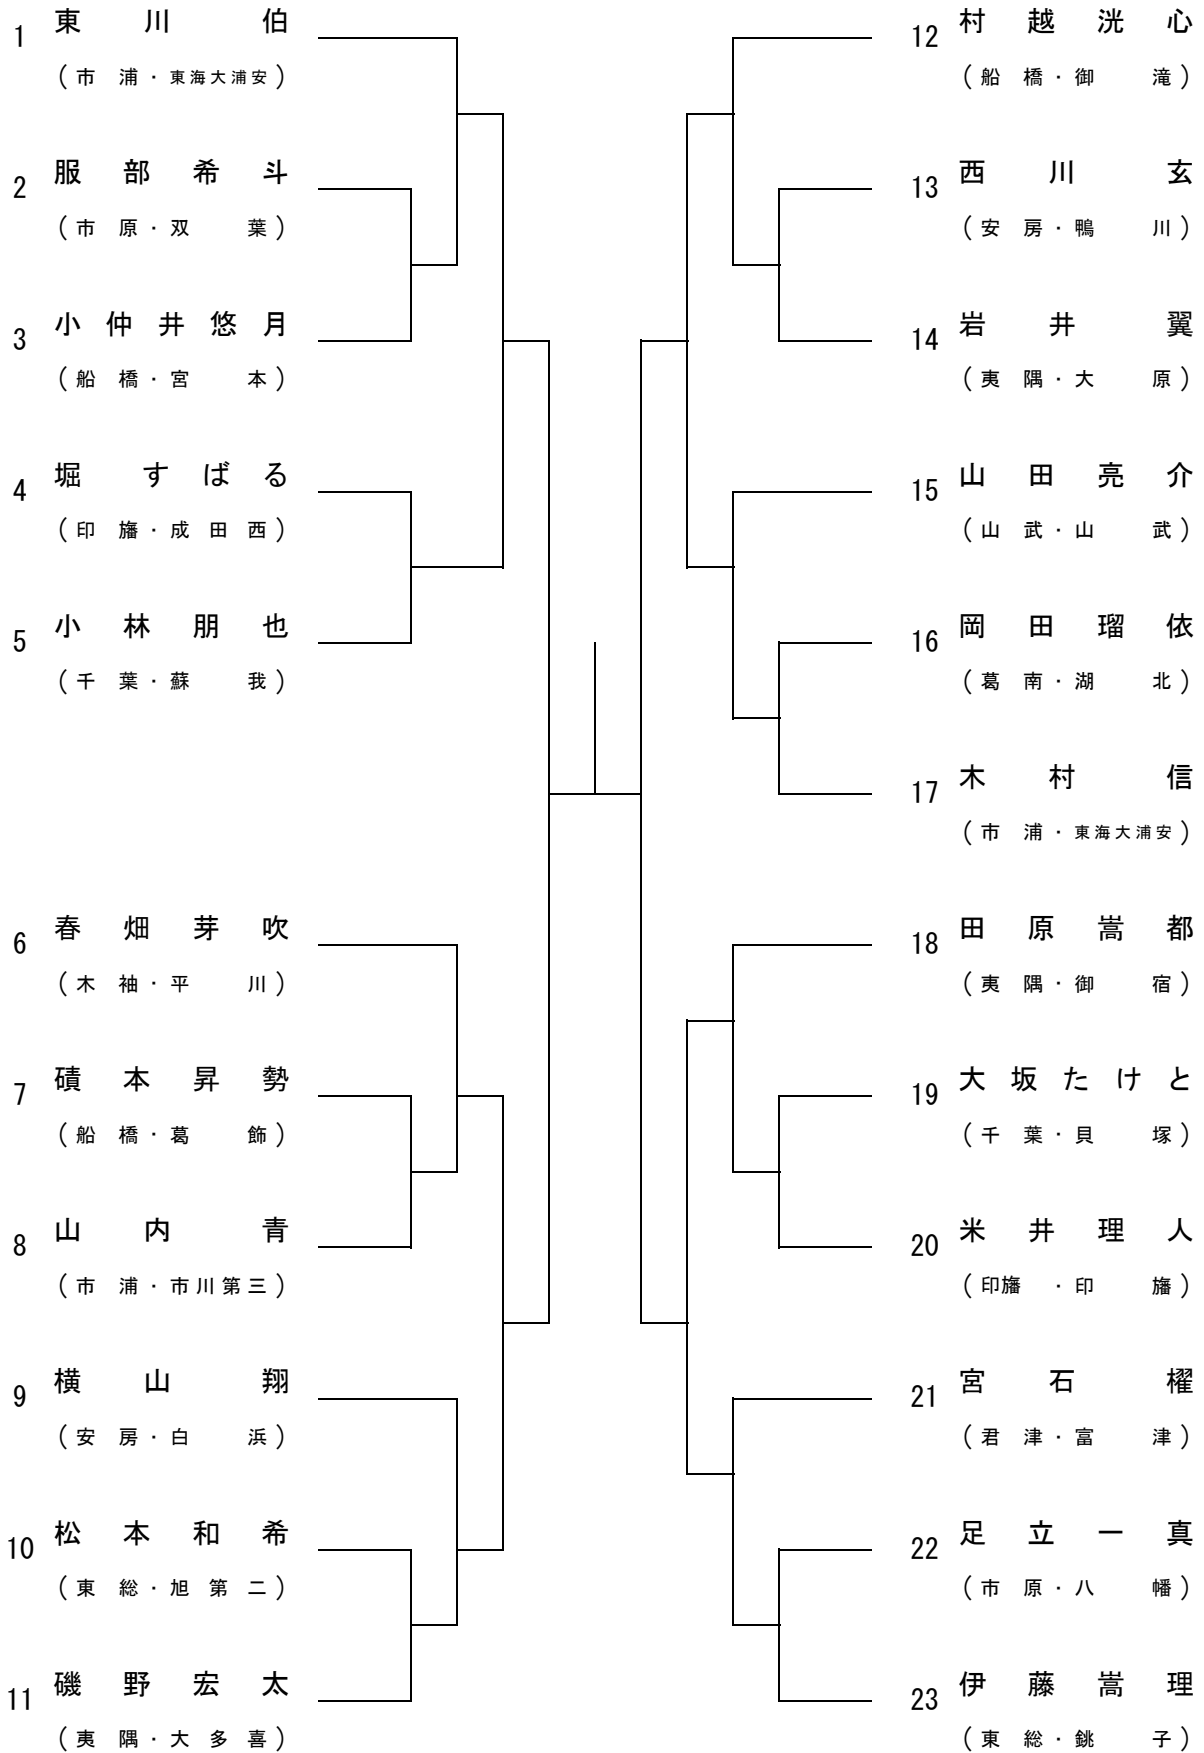 1 東川伯
(市浦・東海大浦安)
2 服部希斗
(市原・双葉)
3 小仲井悠月
(船橋・宮本)
4 堀すばる
(印旛・成田西)
5 小林朋也
(千葉・蘇我)
6 春畑芽吹
(木袖・平川)
7 磧本昇勢
(船橋・葛飾)
8 山内青
(市浦・市川第三)
9 横山翔
(安房・白浜)
10 松本和希
(東総・旭第二)
11 磯野宏太
(夷隅・大多喜)
12 村越洸心
(船橋・御滝)
13 西川玄
(安房・鴨川)
14 岩井翼
(夷隅・大原)
15 山田亮介
(山武・山武)
16 岡田瑠依
(葛南・湖北)
17 木村信
(市浦・東海大浦安)
18 田原嵩都
(夷隅・御宿)
19 大坂たけと
(千葉・貝塚)
20 米井理人
(印旛・印旛)
21 宮石櫂
(君津・富津)
22 足立一真
(市原・八幡)
23 伊藤嵩理
(東総・銚子)